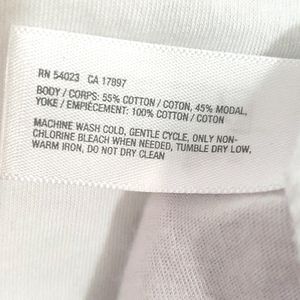 RN 54023 CA 17897
BODY / CORPS: 55% COTTON / COTON, 45% MODAL,
YOKE / EMPIÈCEMENT: 100% COTTON / COTON
MACHINE WASH COLD, GENTLE CYCLE, ONLY NON-
CHLORINE BLEACH WHEN NEEDED, TUMBLE DRY LOW,
WARM IRON, DO NOT DRY CLEAN